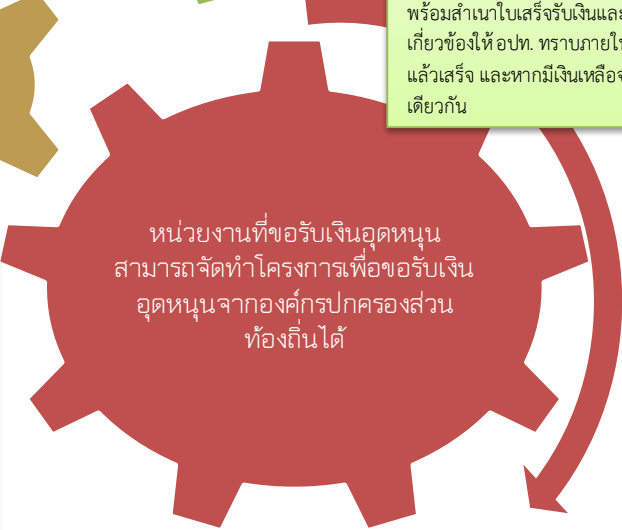 พร้อมสำเนาใบเสร็จรับเงินและ
เกี่ยวข้องให้ อปท. ทราบภายใน
แล้วเสร็จ และหากมีเงินเหลือจ
เดียวกัน
หน่วยงานที่ขอรับเงินอุดหนุน
สามารถจัดทำโครงการเพื่อขอรับเงิน
อุดหนุนจากองค์กรปกครองส่วน
ท้องถิ่นได้